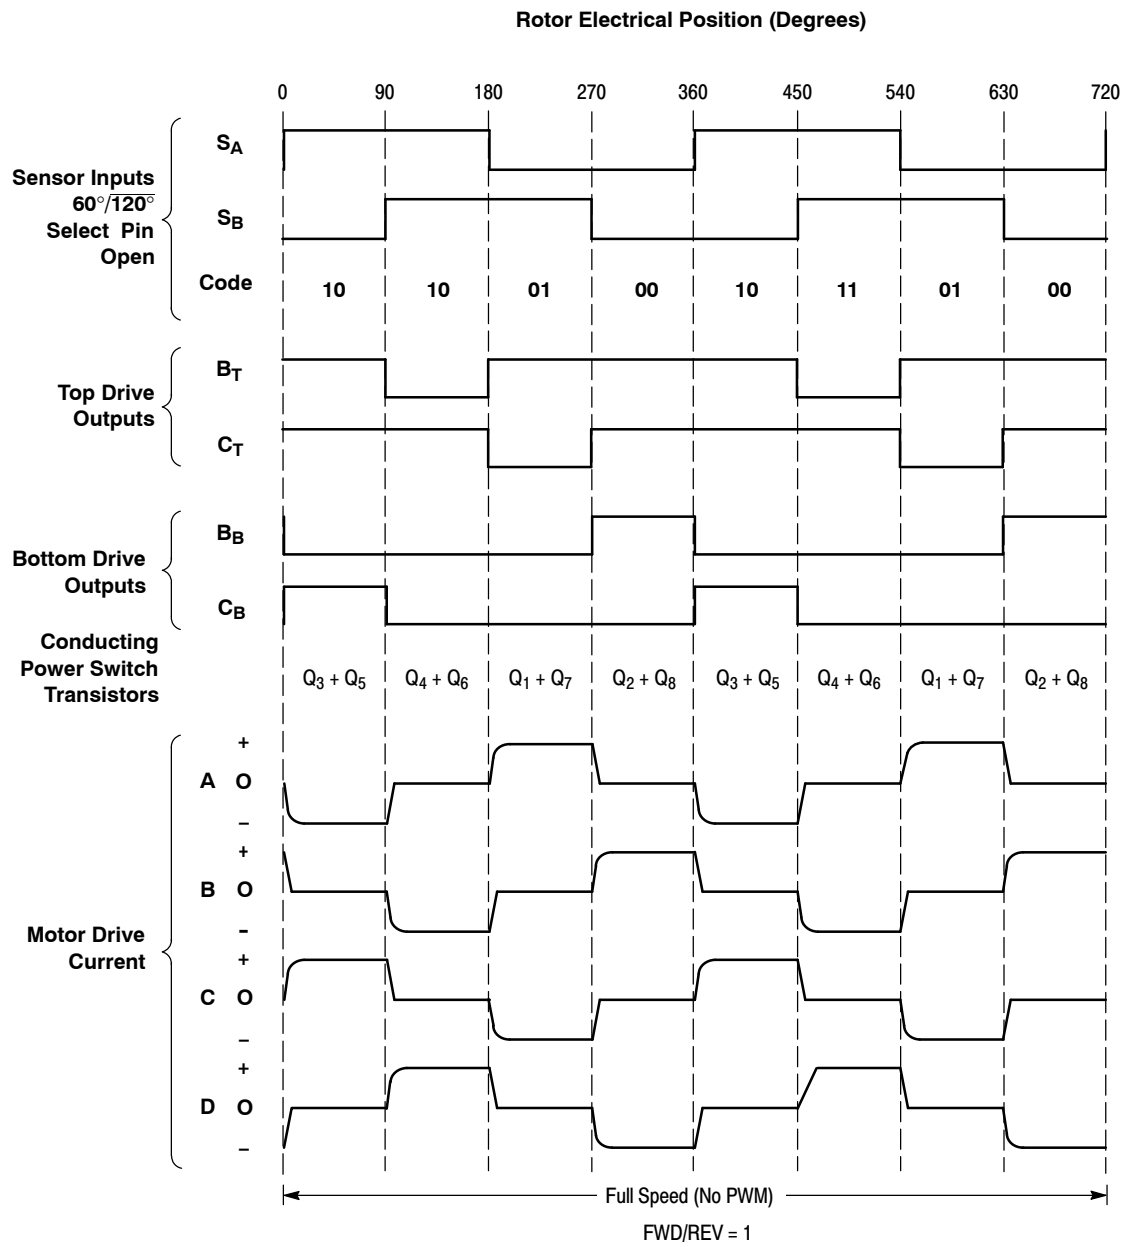 Rotor Electrical Position (Degrees)
0 90 180 270 360 450 540 630 720
Sensor Inputs
60°/120°
Select Pin
Open
SA
SB
Code
10 10 01 00 10 11 01 00
Top Drive
Outputs
BT
CT
Bottom Drive
Outputs
BB
CB
Conducting
Power Switch
Transistors
Q3 + Q5 Q4 + Q6 Q1 + Q7 Q2 + Q8 Q3 + Q5 Q4 + Q6 Q1 + Q7 Q2 + Q8
Motor Drive
Current
+
A O
–
+
B O
-
+
C O
–
+
D O
–
Full Speed (No PWM)
FWD/REV = 1